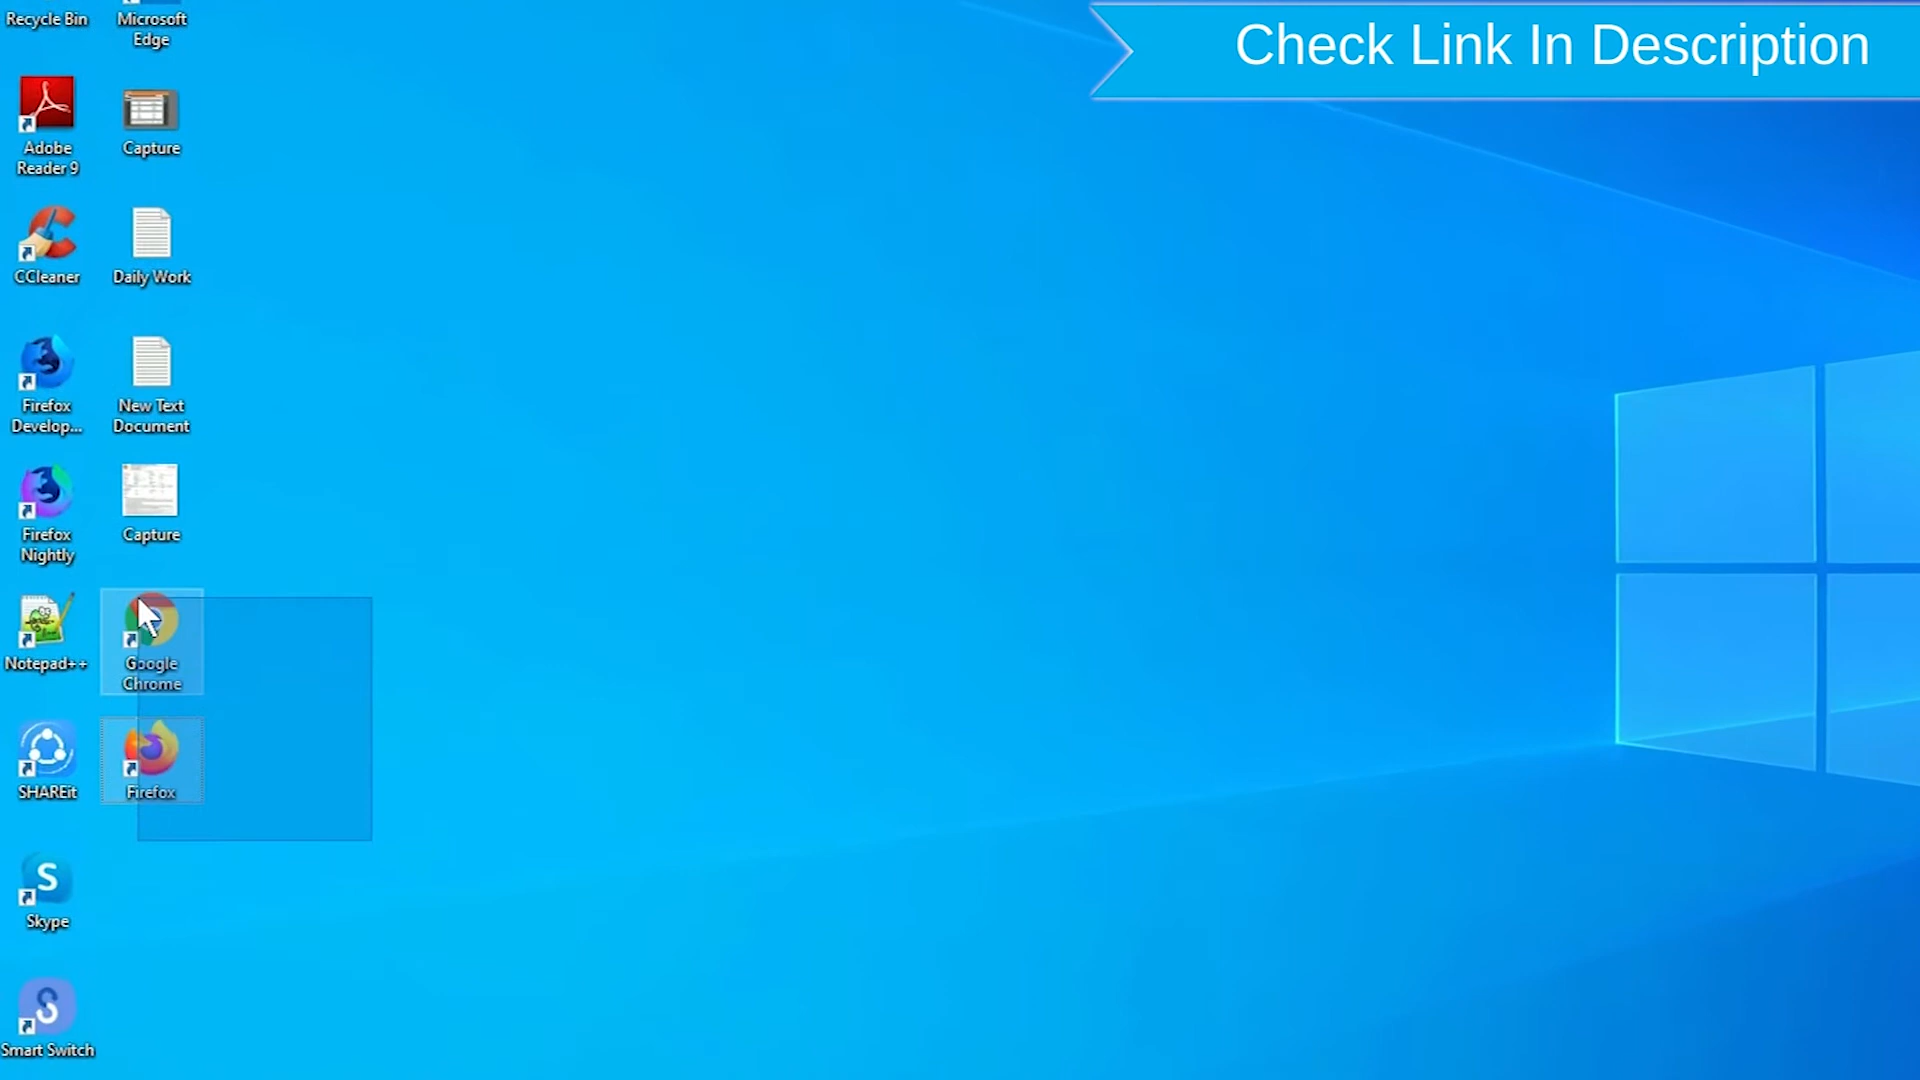 Recycle Bin
Microsoft
Edge
Check Link In Description
Adobe
Reader 9
Capture
CCleaner
Daily Work
Firefox
Develop...
New Text
Document
Firefox
Nightly
Capture
Notepad++
Google
Chrome
SHAREit
Firefox
Skype
Smart Switch